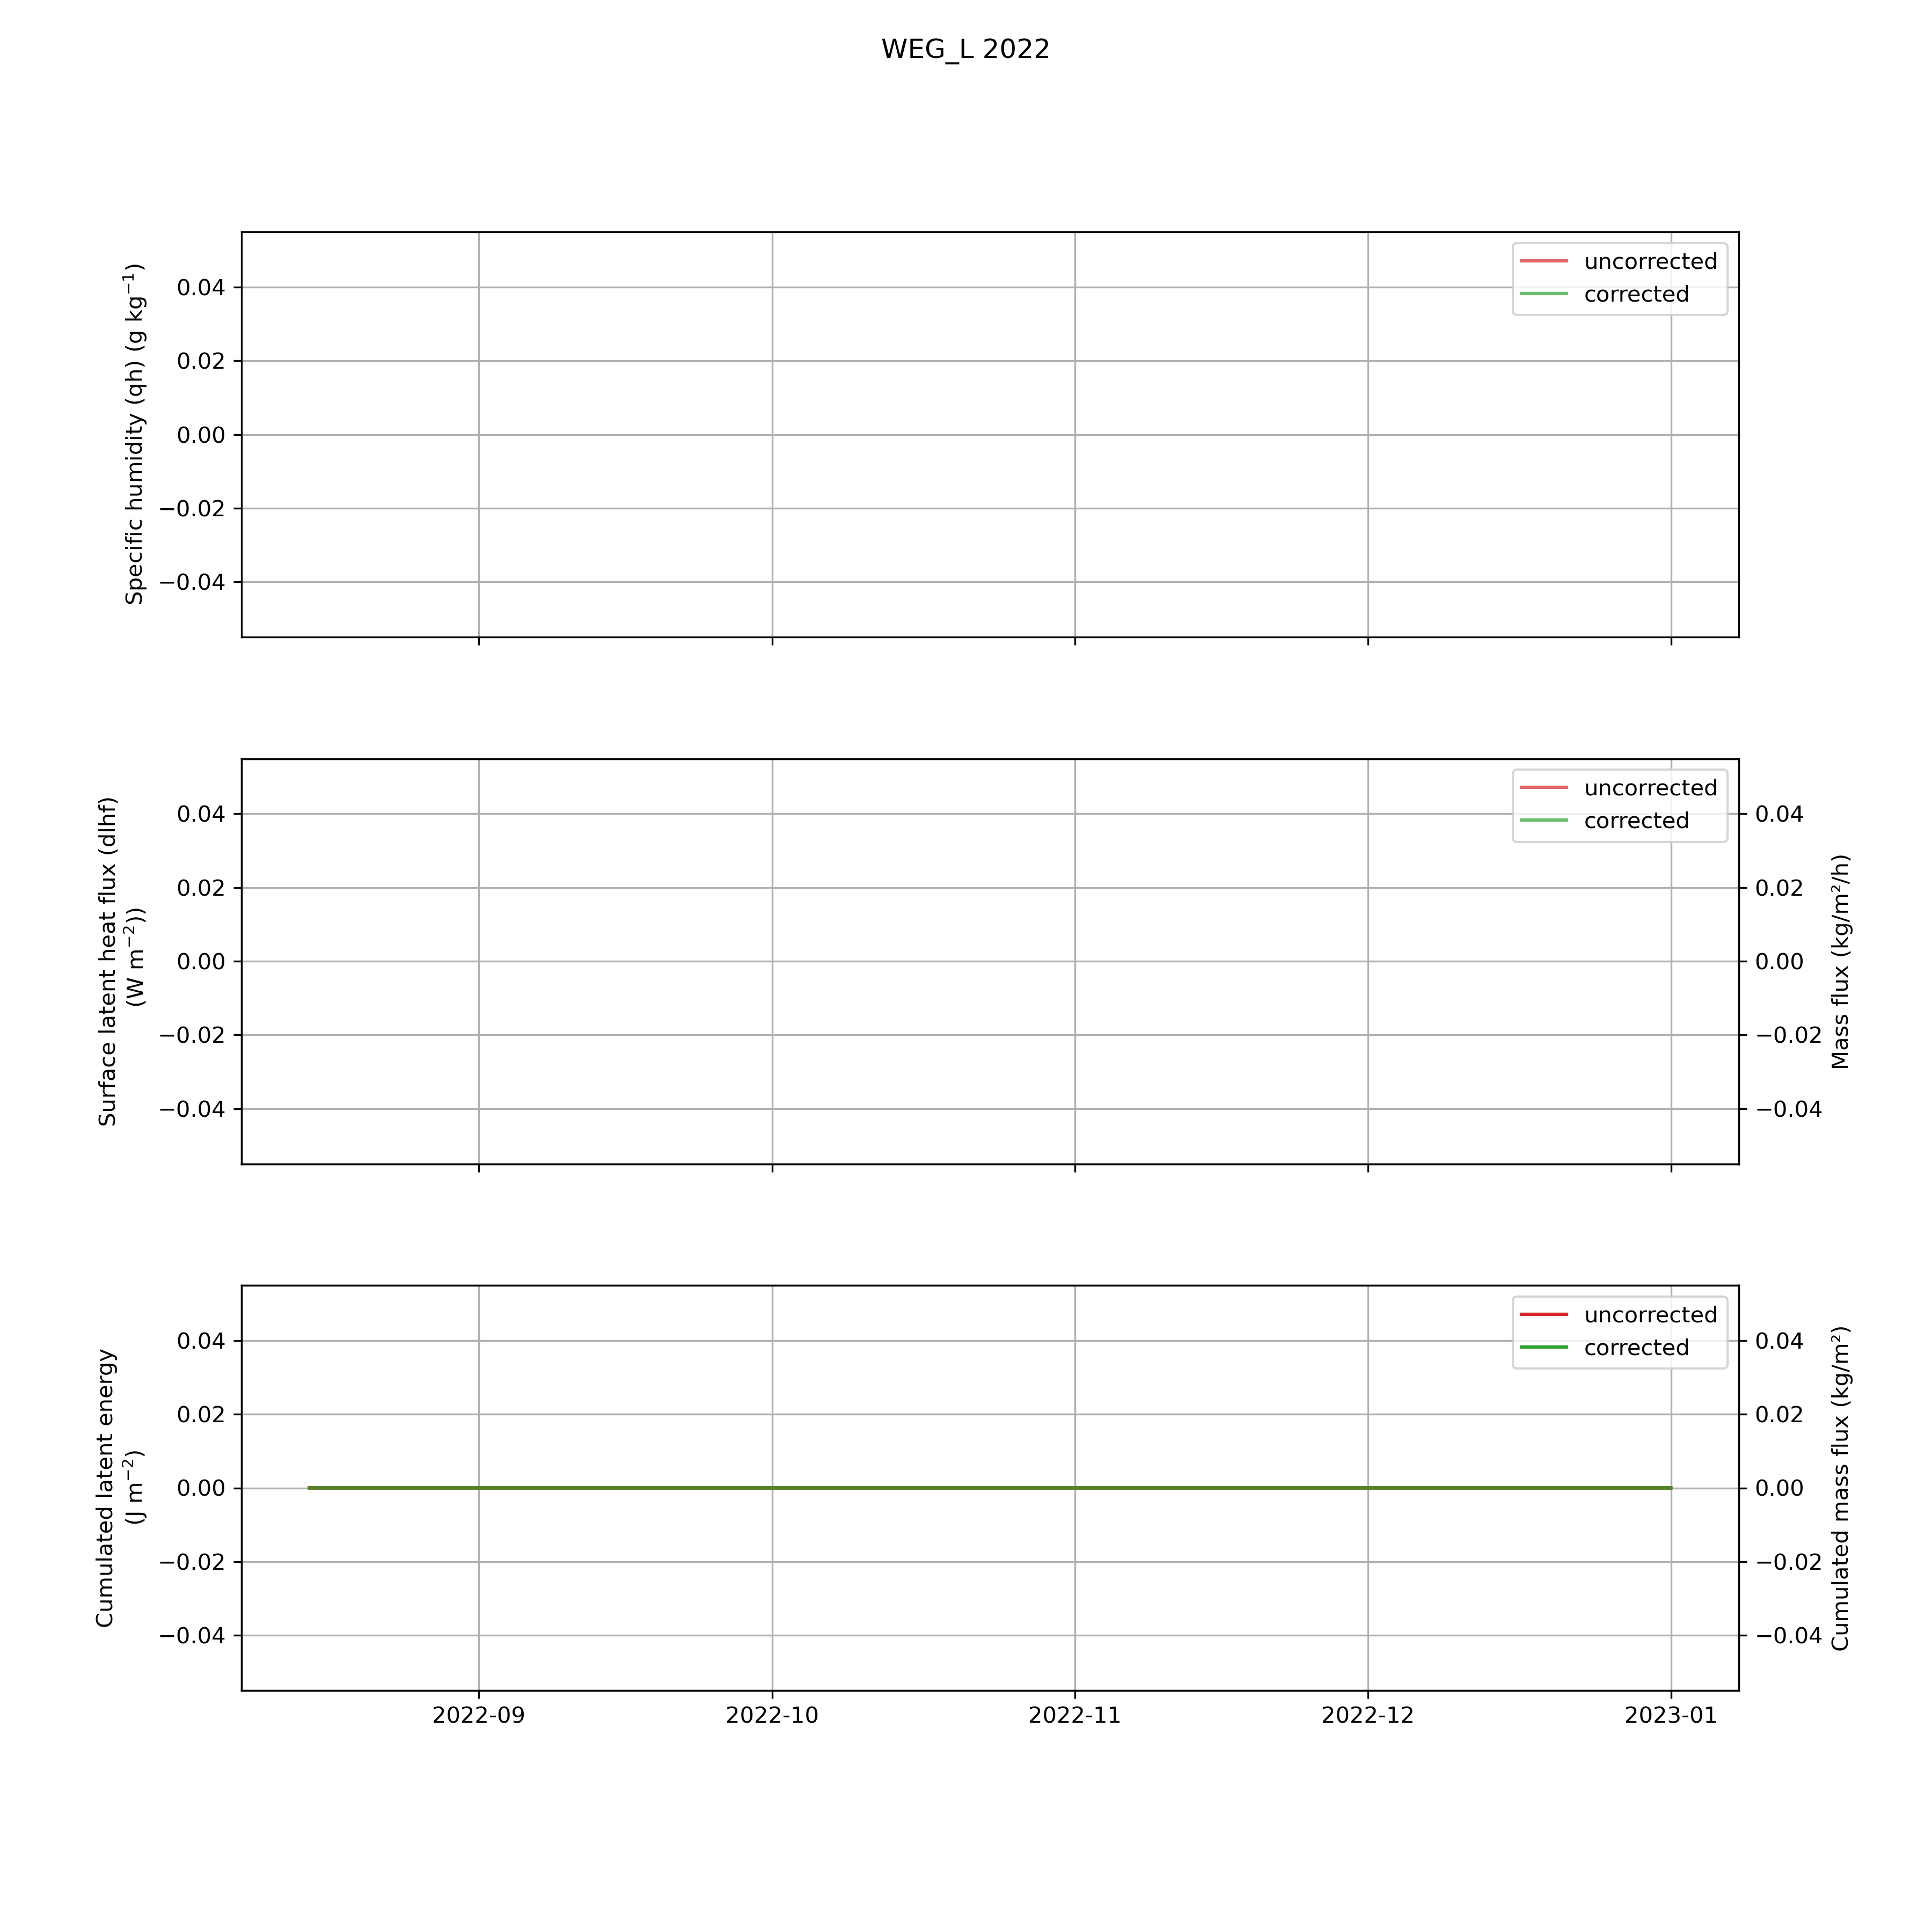 WEG_L 2022
Specific humidity (qh) (g kg⁻¹)
0.04
0.02
0.00
−0.02
−0.04
uncorrected
corrected
Surface latent heat flux (dlhf)
(W m⁻²))
0.04
0.02
0.00
−0.02
−0.04
uncorrected
corrected
0.04
0.02
0.00
−0.02
−0.04
Mass flux (kg/m²/h)
Cumulated latent energy
(J m⁻²)
0.04
0.02
0.00
−0.02
−0.04
uncorrected
corrected
0.04
0.02
0.00
−0.02
−0.04
Cumulated mass flux (kg/m²)
2022-09
2022-10
2022-11
2022-12
2023-01